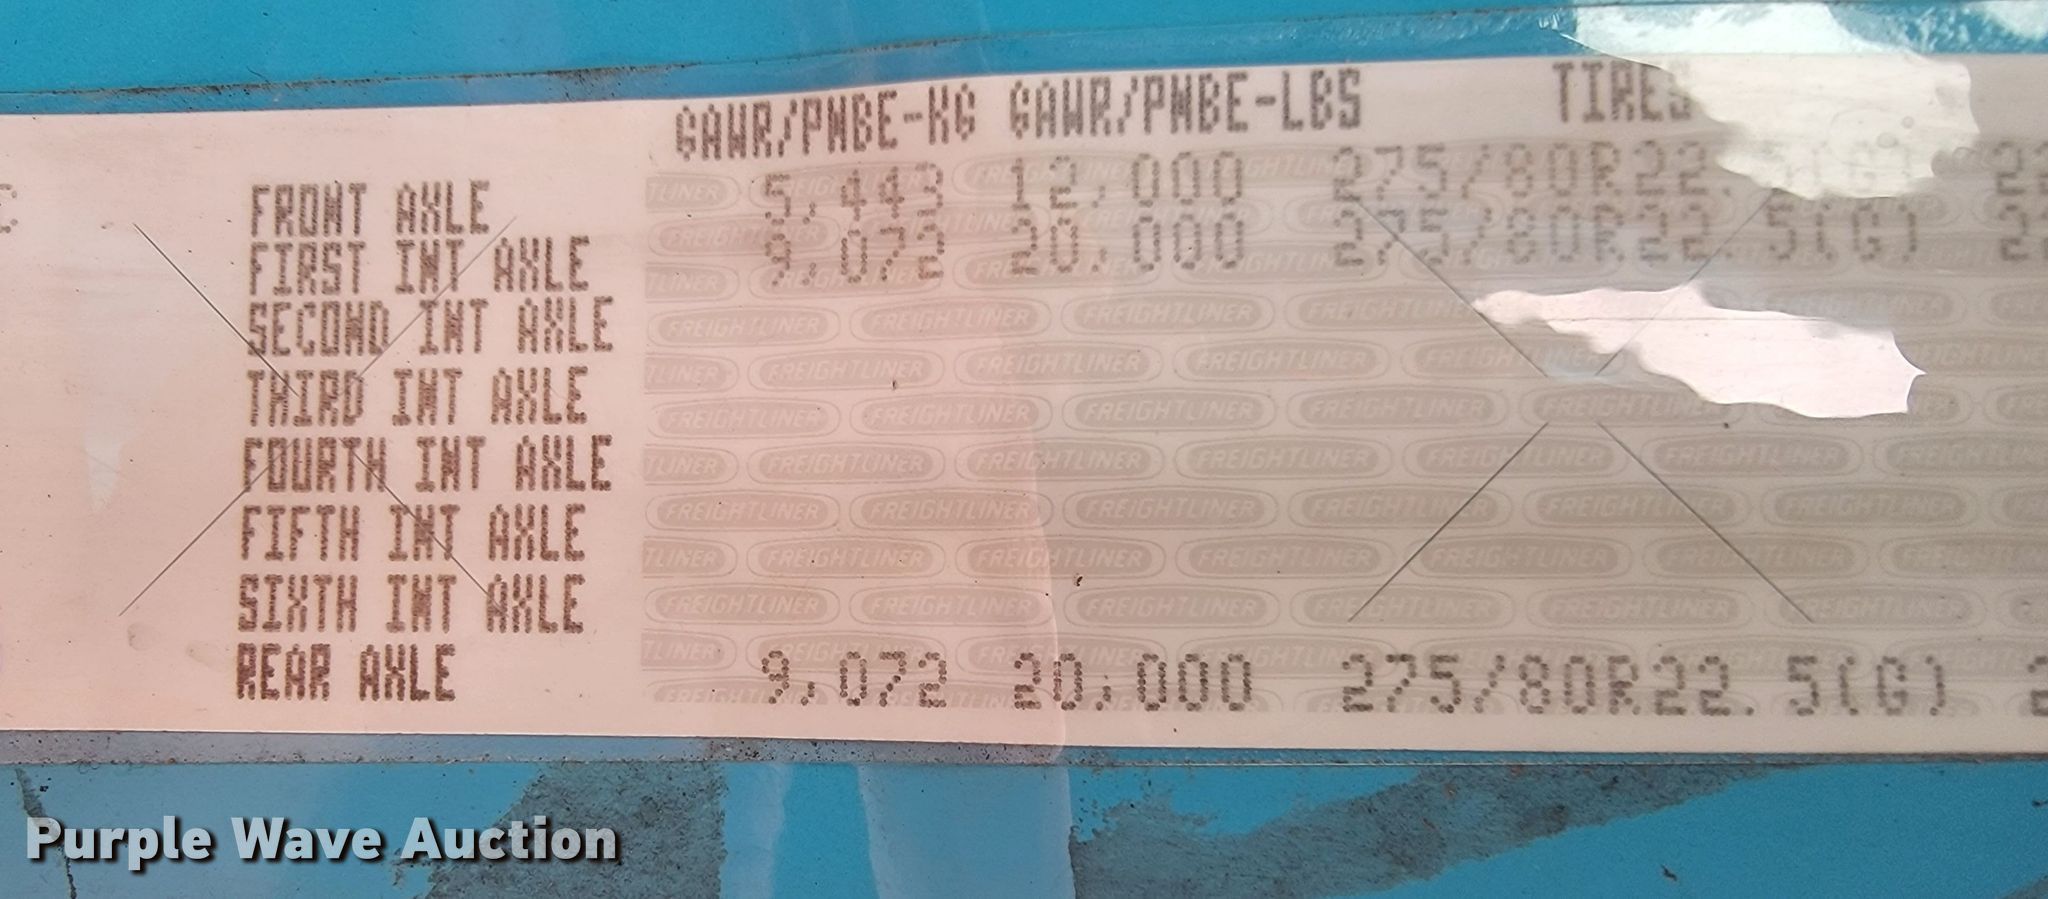 GAWR/PNBE-KG GAWR/PNBE-LBS TIRES
FRONT AXLE 5,443 12,000 275/80R22.5(G)
FIRST INT AXLE 9,072 20,000 275/80R22.5(G)
SECOND INT AXLE
THIRD INT AXLE
FOURTH INT AXLE
FIFTH INT AXLE
SIXTH INT AXLE
REAR AXLE 9,072 20,000 275/80R22.5(G)
FREIGHTLINER
Purple Wave Auction